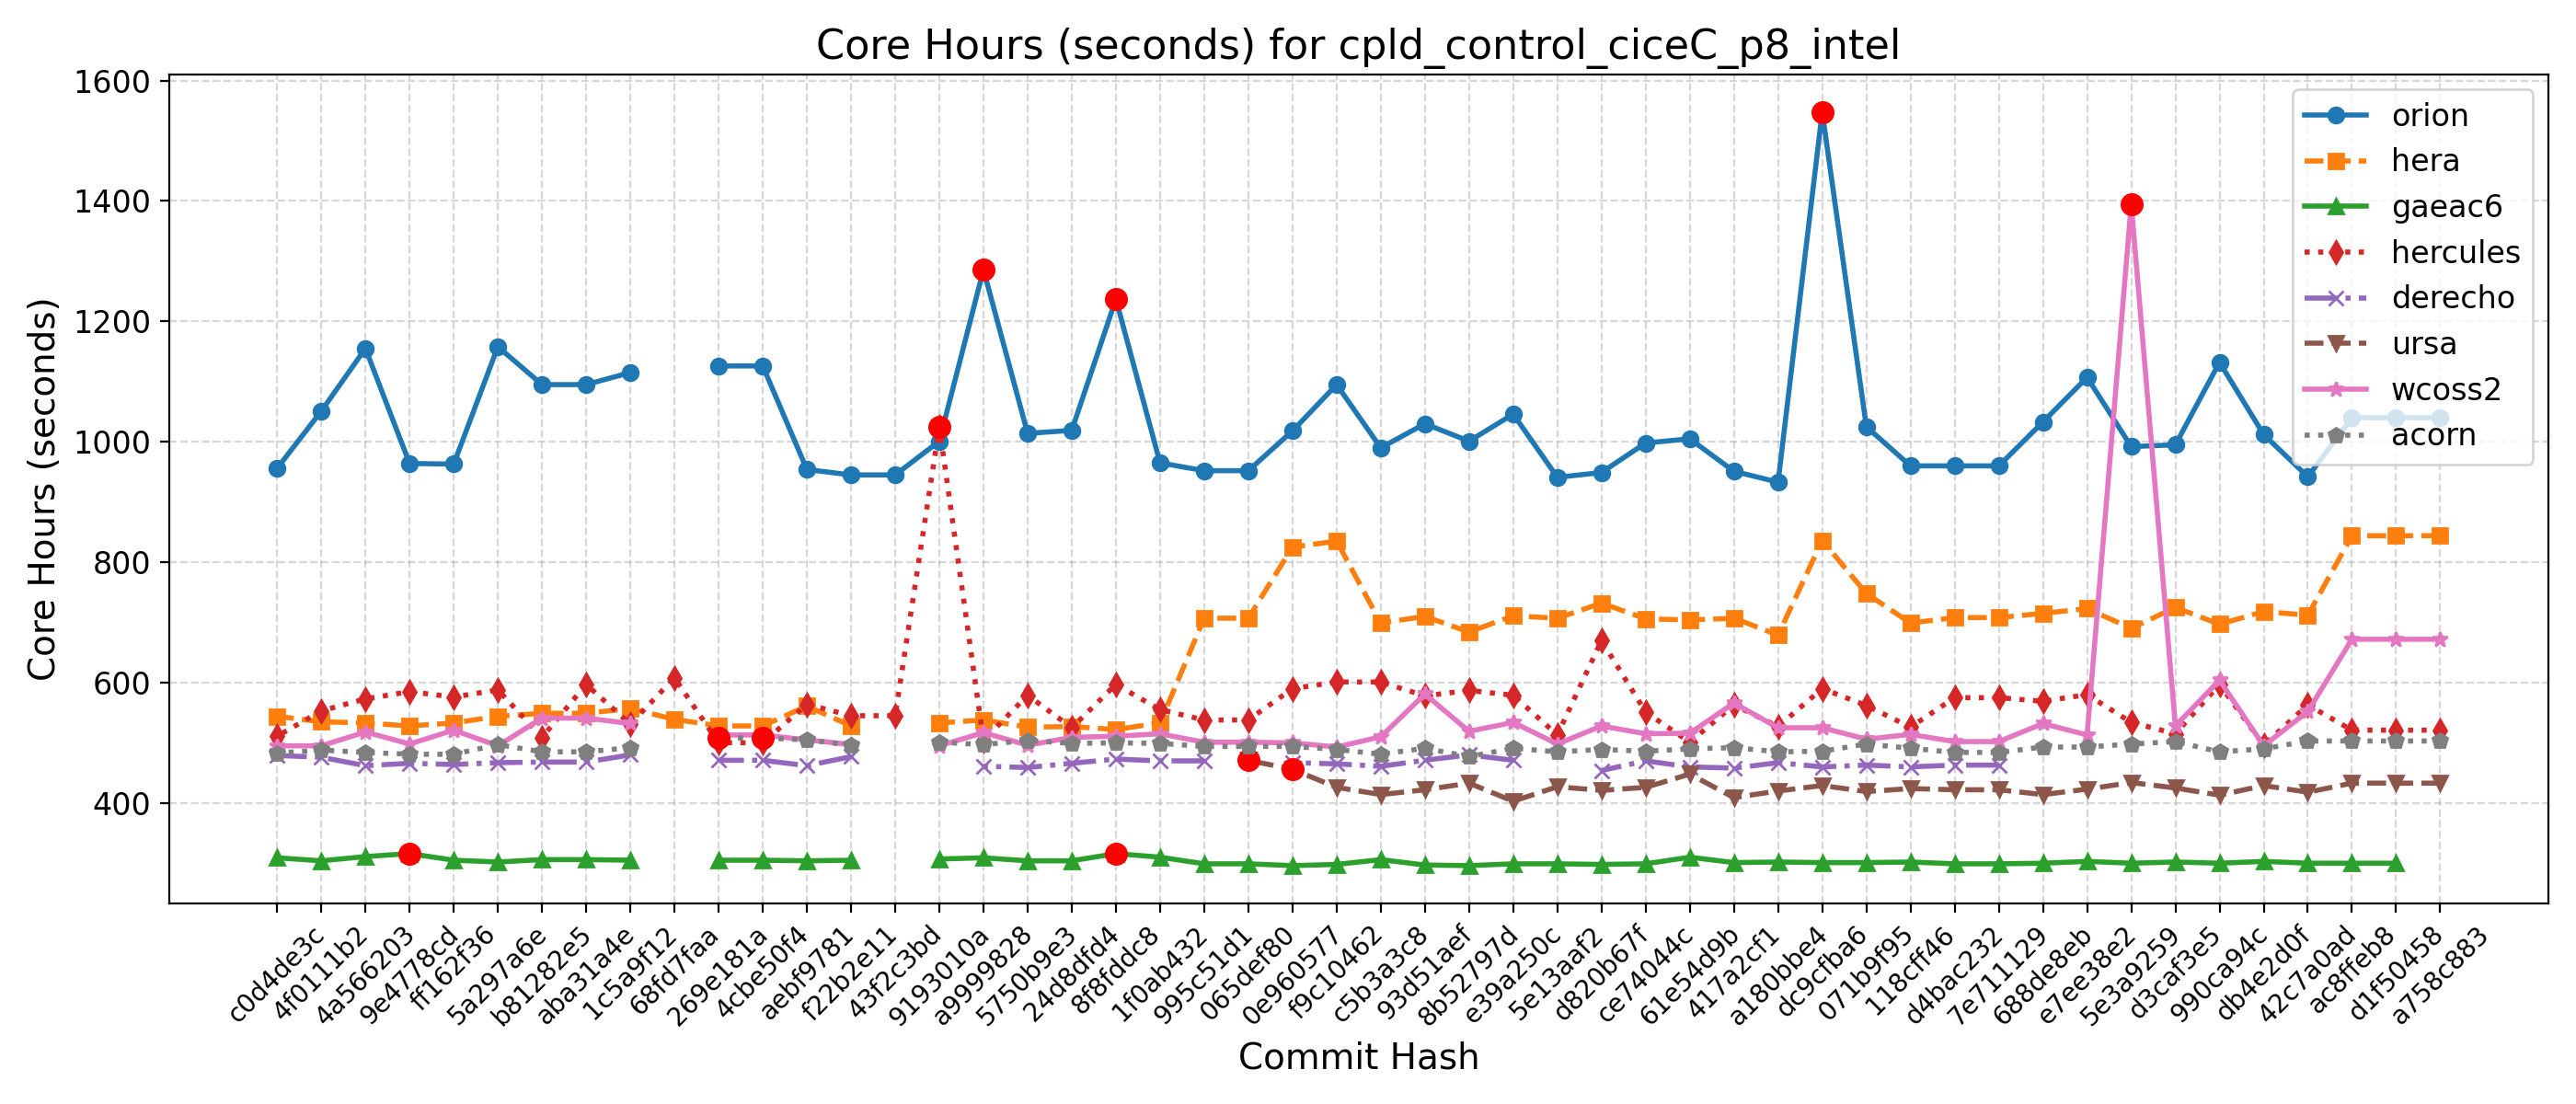 Core Hours (seconds) for cpld_control_ciceC_p8_intel
Core Hours (seconds)
1600
1400
1200
1000
800
600
400
orion
hera
gaeac6
hercules
derecho
ursa
wcoss2
acorn
c0d4de3c
4f0111b2
4a566203
9e4778cd
ff162f36
5a297a6e
b81282e5
aba31a4e
1c5a9f12
68fd7faa
269e181a
4cbe50f4
aebf9781
f22b2e11
43f2c3bd
9193010a
a9999828
5750b9e3
24d8dfd4
8f8fddc8
1f0ab432
995c51d1
065def80
0e960577
f9c10462
c5b3a3c8
93d51aef
8b52797d
e39a250c
5e13aaf2
d820b67f
ce74044c
61e54d9b
417a2cf1
a180bbe4
dc9cfba6
071b9f95
118cff46
d4bac232
7e711129
688de8eb
e7ee38e2
5e3a9259
d3caf3e5
990ca94c
db4e2d0f
42c7a0ad
ac8ffeb8
d1f50458
a758c883
Commit Hash